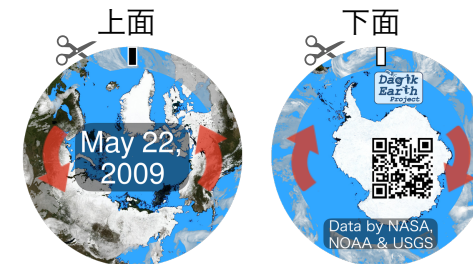 上面
May 22,
2009
下面
Dagik
Earth
Project
Data by NASA,
NOAA & USGS